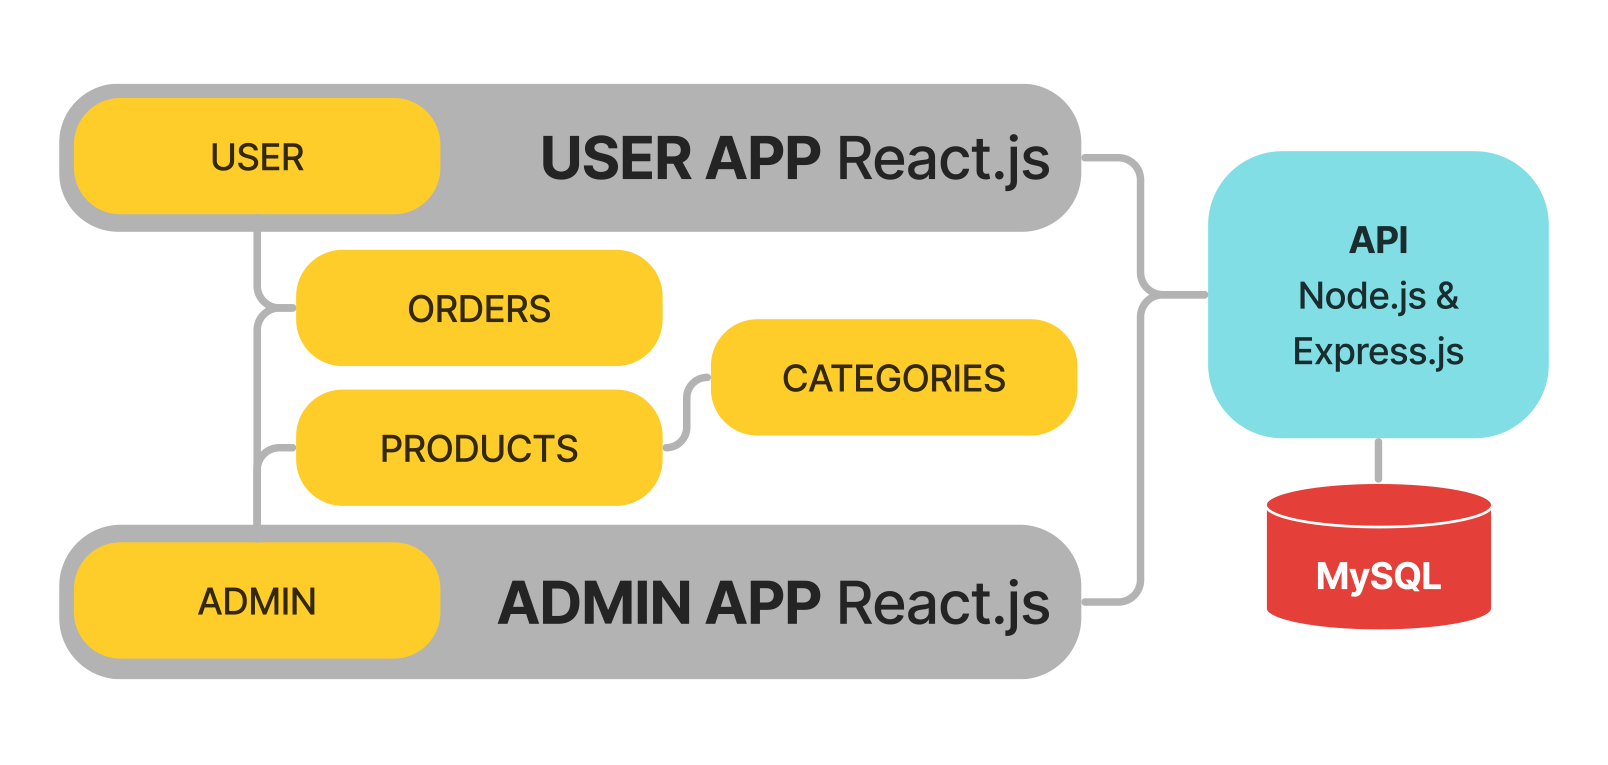 USER
USER APP React.js
ORDERS
CATEGORIES
PRODUCTS
ADMIN
ADMIN APP React.js
API
Node.js &
Express.js
MySQL